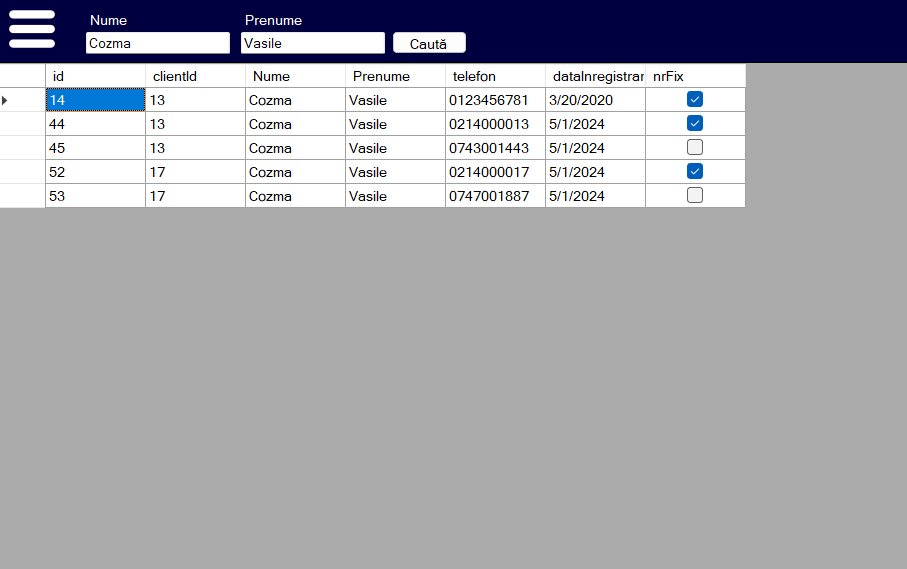 Nume Prenume
Cozma Vasile Caută
id clientId Nume Prenume telefon dataInregistrar nrFix
14 13 Cozma Vasile 0123456781 3/20/2020
44 13 Cozma Vasile 0214000013 5/1/2024
45 13 Cozma Vasile 0743001443 5/1/2024
52 17 Cozma Vasile 0214000017 5/1/2024
53 17 Cozma Vasile 0747001887 5/1/2024